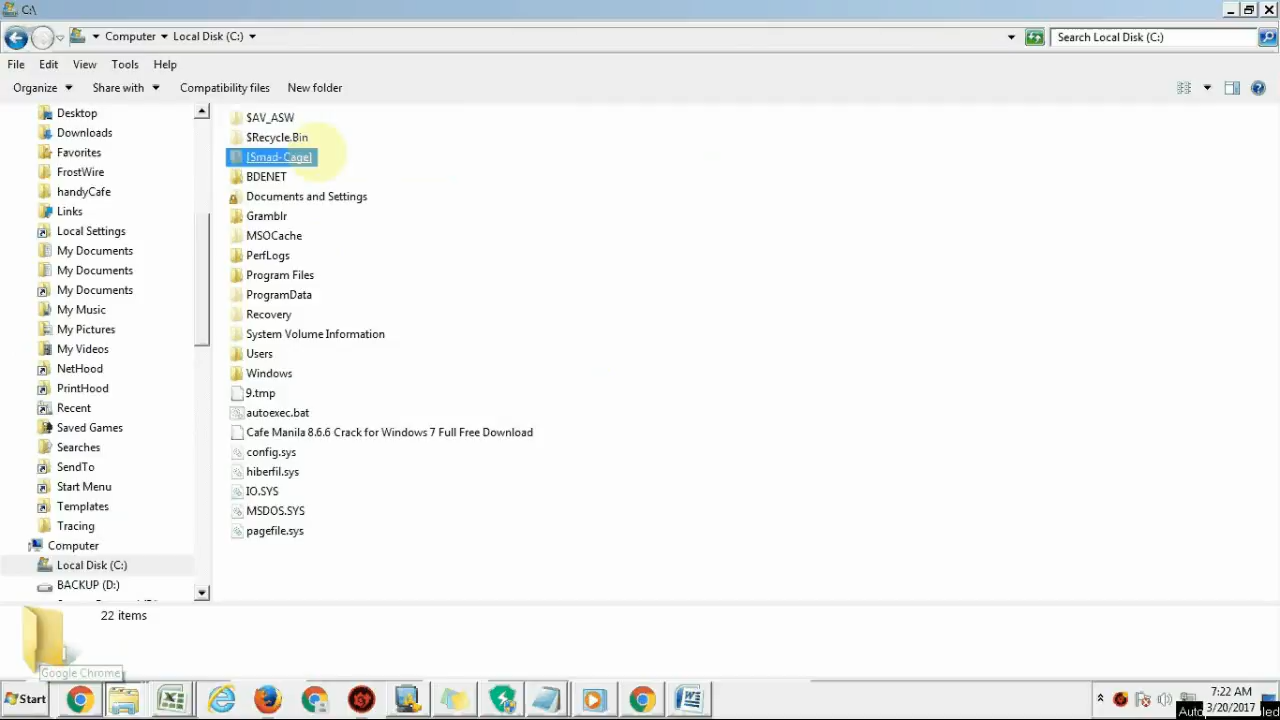 C:\
Computer Local Disk (C:)
Search Local Disk (C:)
File Edit View Tools Help
Organize Share with Compatibility files New folder
Desktop
Downloads
Favorites
FrostWire
handyCafe
Links
Local Settings
My Documents
My Documents
My Documents
My Music
My Pictures
My Videos
NetHood
PrintHood
Recent
Saved Games
Searches
SendTo
Start Menu
Templates
Tracing
Computer
Local Disk (C:)
BACKUP (D:)
$AV_ASW
$Recycle.Bin
[Smad-Cage]
BDENET
Documents and Settings
Gramblr
MSOCache
PerfLogs
Program Files
ProgramData
Recovery
System Volume Information
Users
Windows
9.tmp
autoexec.bat
Cafe Manila 8.6.6 Crack for Windows 7 Full Free Download
config.sys
hiberfil.sys
IO.SYS
MSDOS.SYS
pagefile.sys
22 items
Google Chrome
Start
7:22 AM
3/20/2017